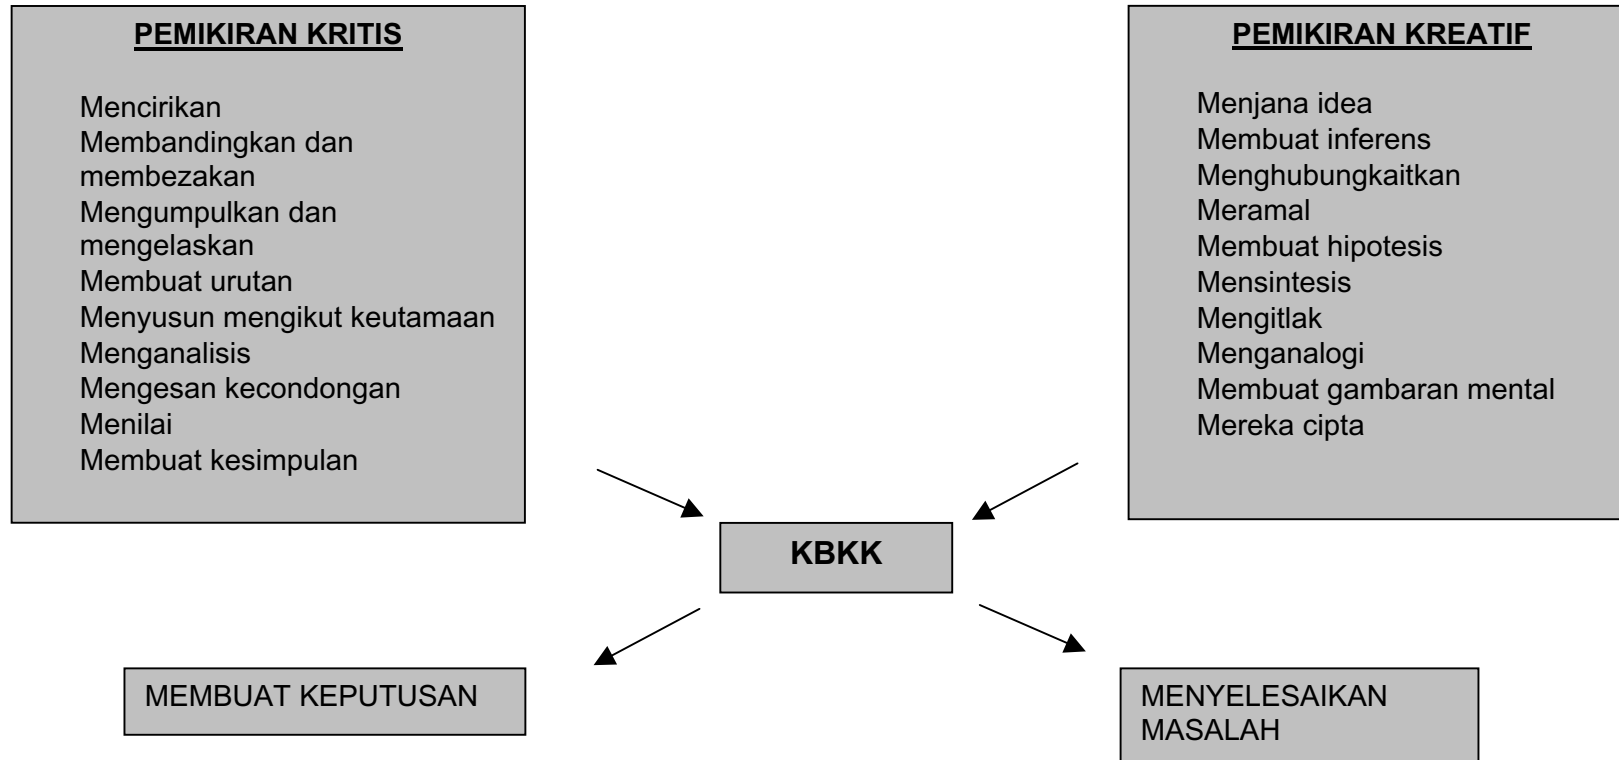 PEMIKIRAN KRITIS
Mencirikan
Membandingkan dan
membezakan
Mengumpulkan dan
mengelaskan
Membuat urutan
Menyusun mengikut keutamaan
Menganalisis
Mengesan kecondongan
Menilai
Membuat kesimpulan
PEMIKIRAN KREATIF
Menjana idea
Membuat inferens
Menghubungkaitkan
Meramal
Membuat hipotesis
Mensintesis
Mengitlak
Menganalogi
Membuat gambaran mental
Mereka cipta
KBKK
MEMBUAT KEPUTUSAN
MENYELESAIKAN
MASALAH